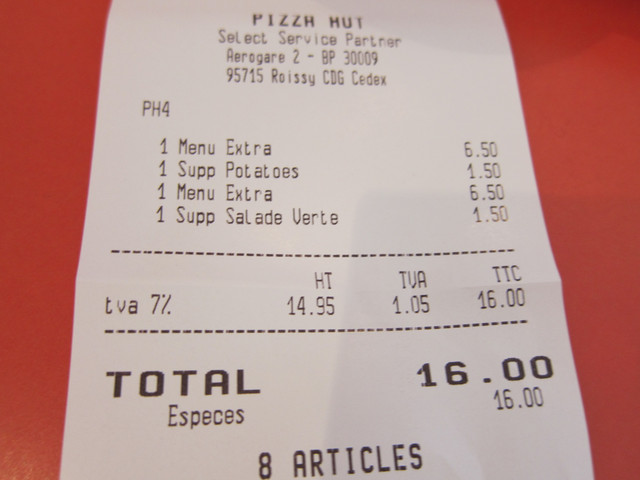 PIZZA HUT
Select Service Partner
Aerogare 2 - BP 30009
95715 Roissy CDG Cedex
PH4
1 Menu Extra 6.50
1 Supp Potatoes 1.50
1 Menu Extra 6.50
1 Supp Salade Verte 1.50
HT TVA TTC
tva 7% 14.95 1.05 16.00
TOTAL 16.00
Especes 16.00
8 ARTICLES